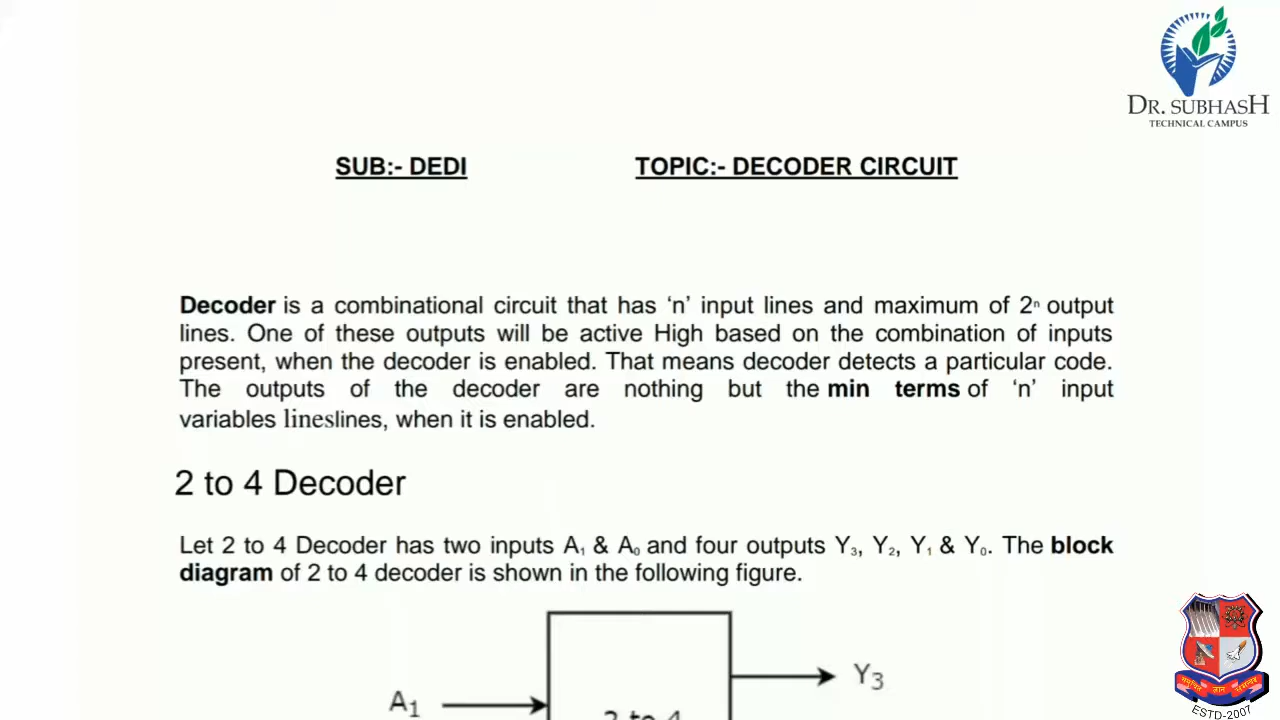 DR. SUBHASH
TECHNICAL CAMPUS
SUB:- DEDI TOPIC:- DECODER CIRCUIT
Decoder is a combinational circuit that has ‘n’ input lines and maximum of 2ⁿ output
lines. One of these outputs will be active High based on the combination of inputs
present, when the decoder is enabled. That means decoder detects a particular code.
The outputs of the decoder are nothing but the min terms of ‘n’ input
variables lineslines, when it is enabled.
2 to 4 Decoder
Let 2 to 4 Decoder has two inputs A₁ & A₀ and four outputs Y₃, Y₂, Y₁ & Y₀. The block
diagram of 2 to 4 decoder is shown in the following figure.
Y₃
A₁
2 to 4
ESTD-2007